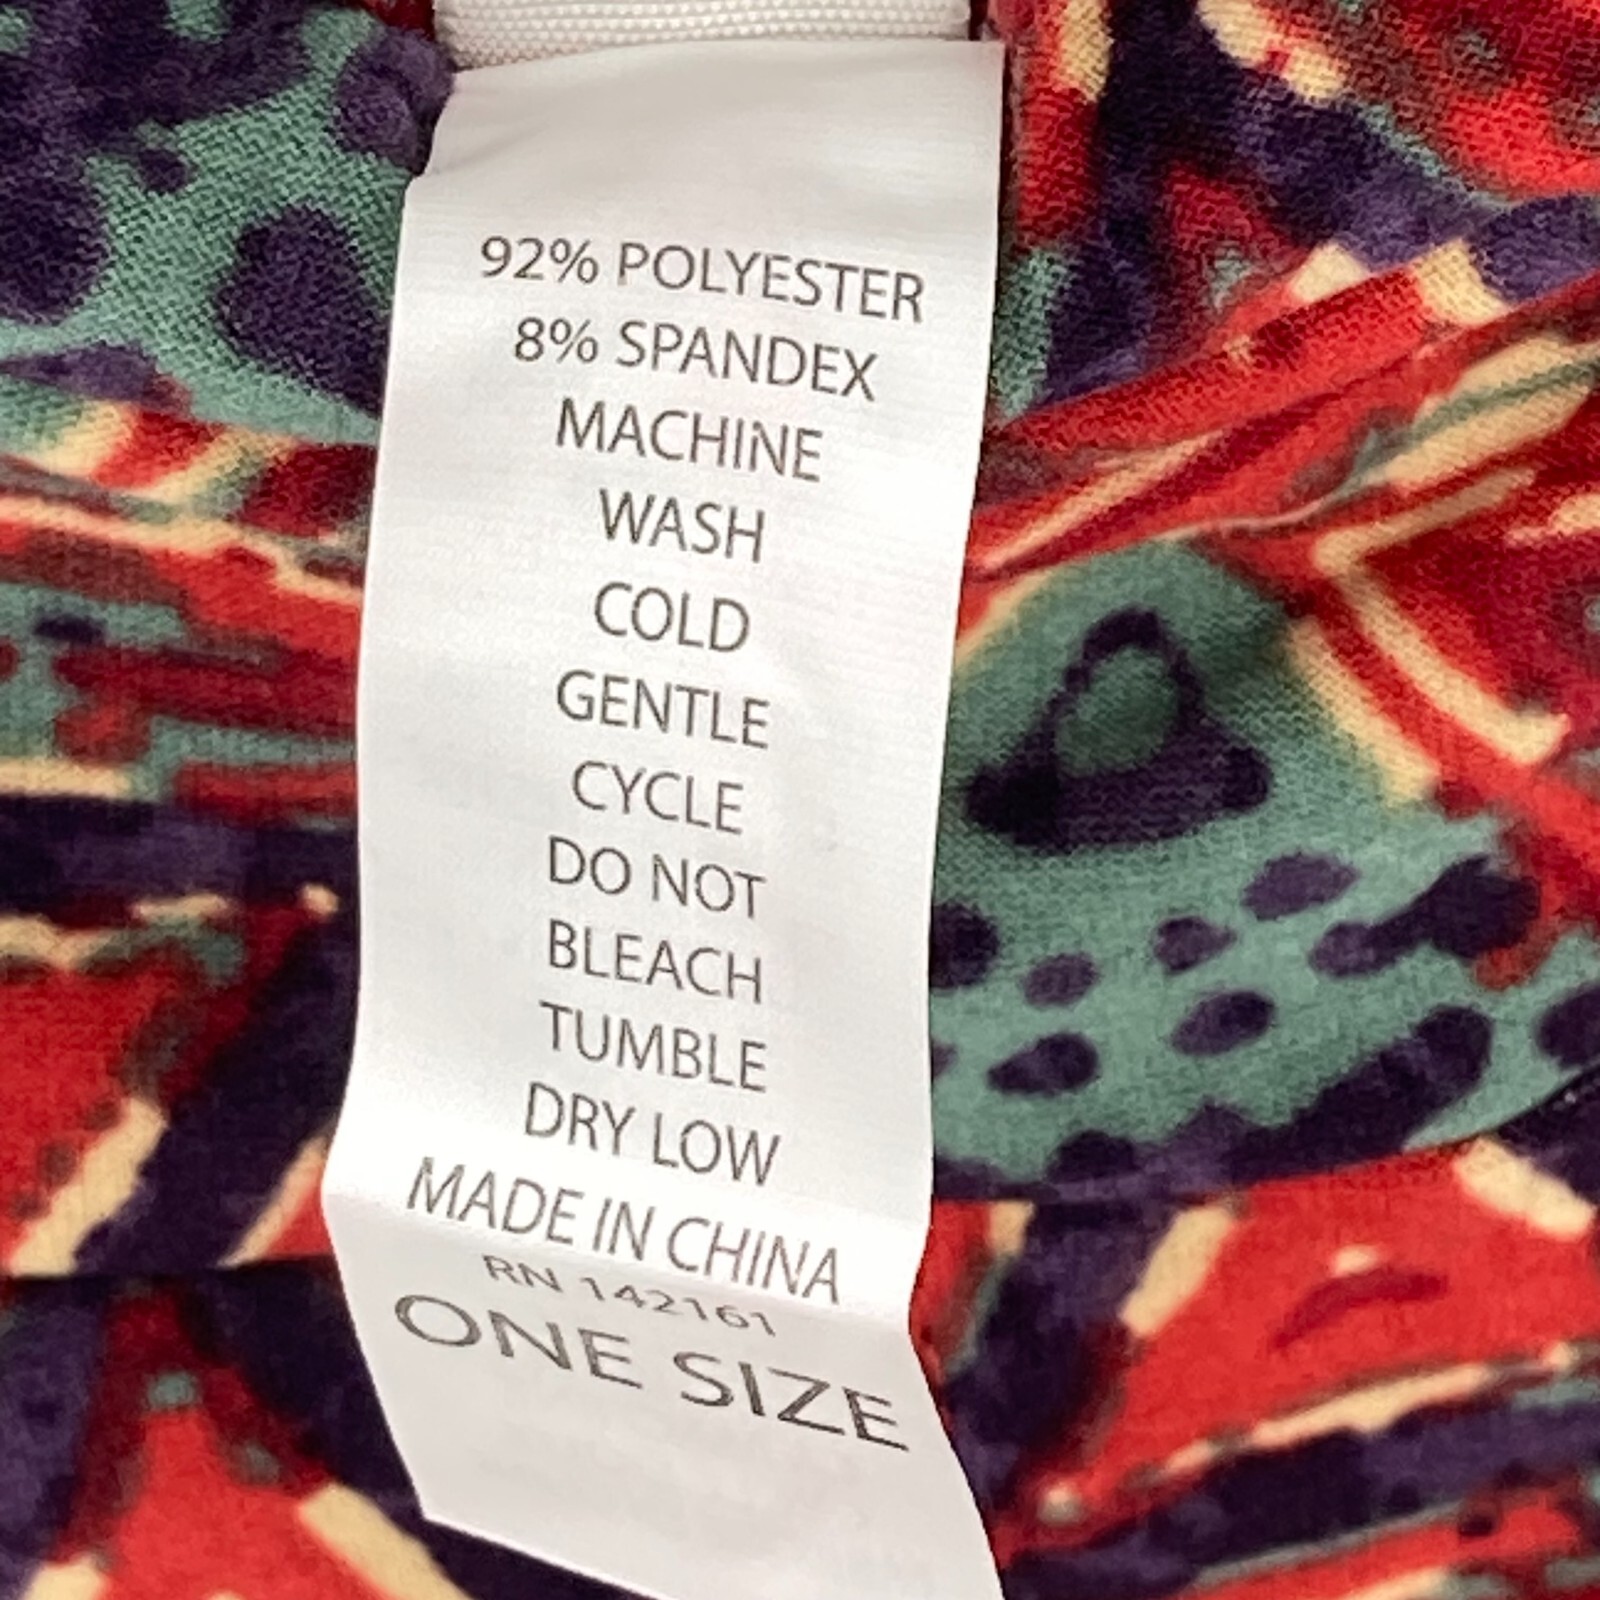 92% POLYESTER
8% SPANDEX
MACHINE
WASH
COLD
GENTLE
CYCLE
DO NOT
BLEACH
TUMBLE
DRY LOW
MADE IN CHINA
RN 142161
ONE SIZE